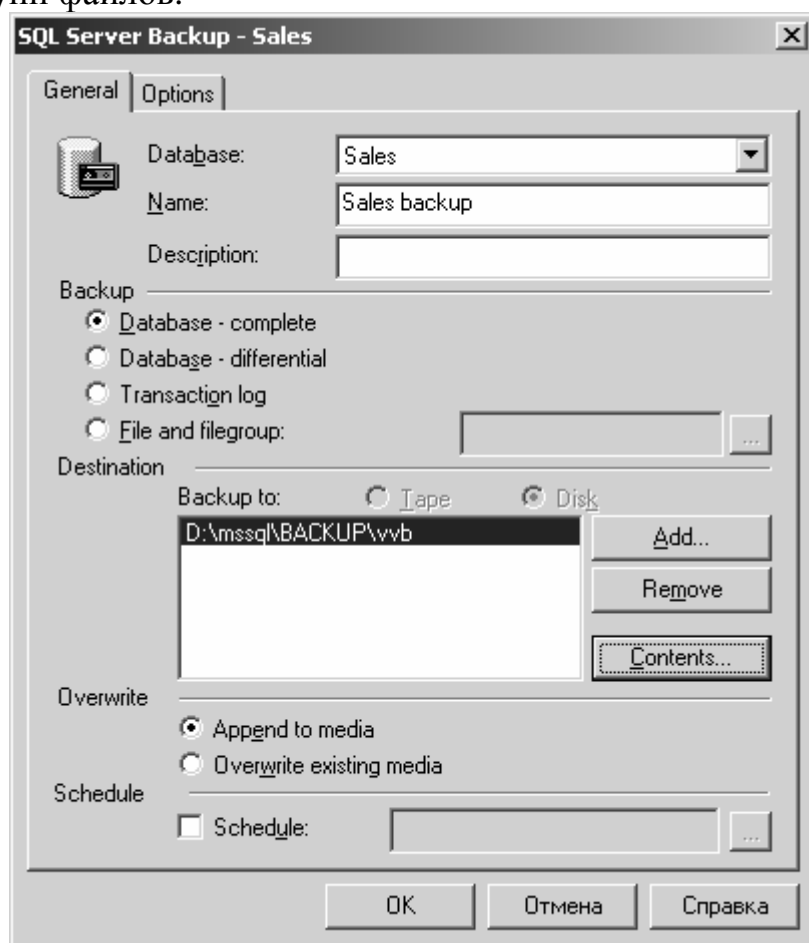 файлов.
SQL Server Backup - Sales
General Options
Database: Sales
Name: Sales backup
Description:
Backup
Database - complete
Database - differential
Transaction log
File and filegroup: ...
Destination
Backup to: Tape Disk
D:\mssql\BACKUP\vvb
Add...
Remove
Contents...
Overwrite
Append to media
Overwrite existing media
Schedule
Schedule: ...
OK Отмена Справка